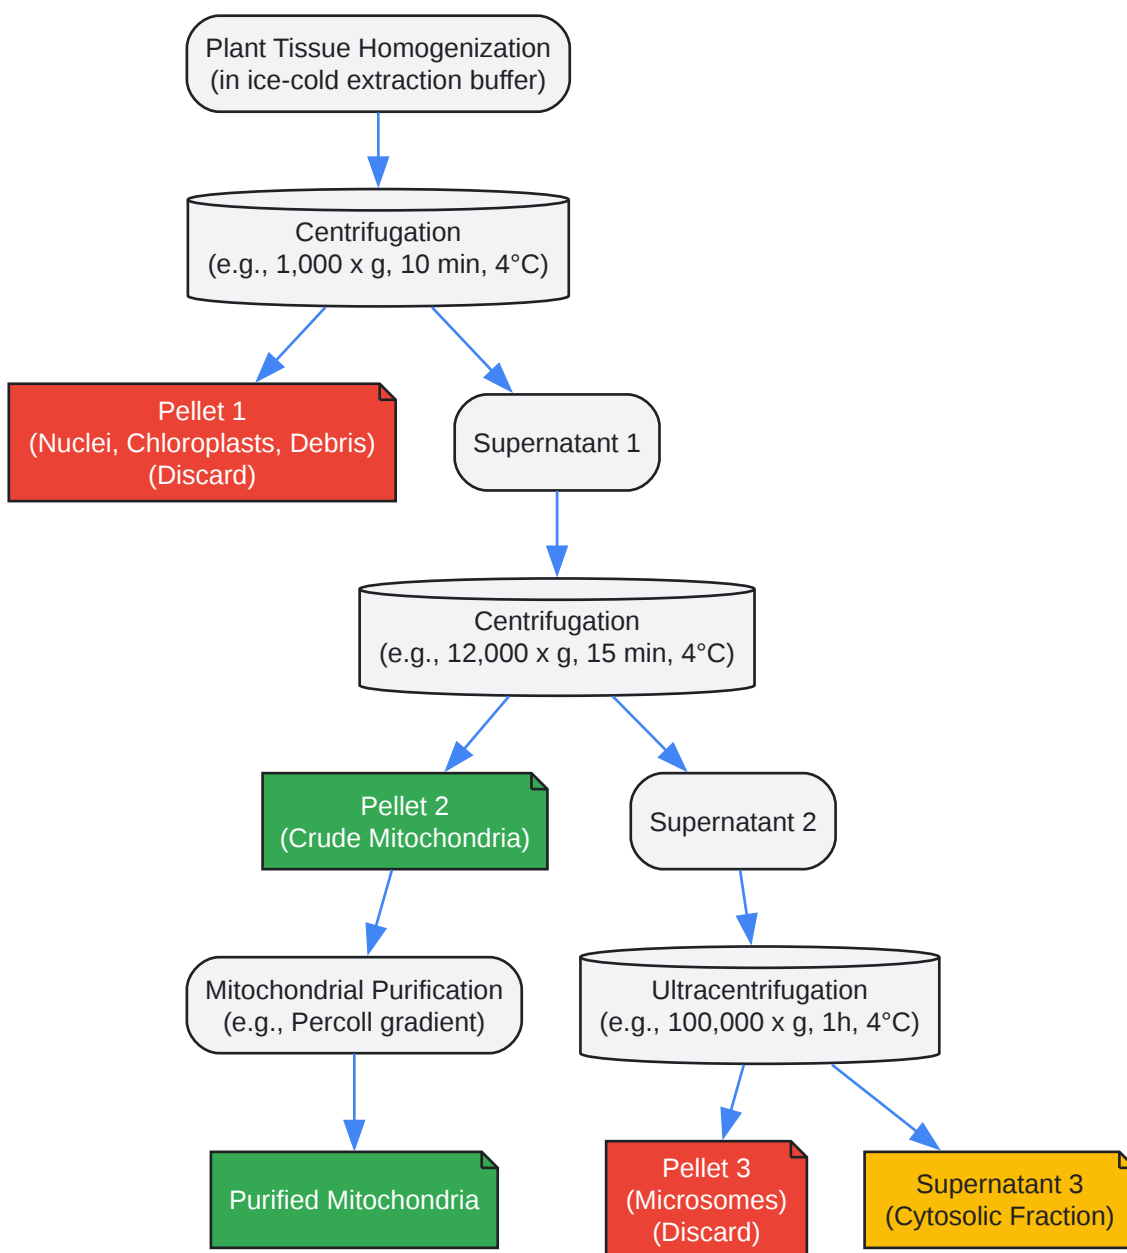 Plant Tissue Homogenization
(in ice-cold extraction buffer)
Centrifugation
(e.g., 1,000 x g, 10 min, 4°C)
Pellet 1
(Nuclei, Chloroplasts, Debris)
(Discard)
Supernatant 1
Centrifugation
(e.g., 12,000 x g, 15 min, 4°C)
Pellet 2
(Crude Mitochondria)
Supernatant 2
Mitochondrial Purification
(e.g., Percoll gradient)
Ultracentrifugation
(e.g., 100,000 x g, 1h, 4°C)
Purified Mitochondria
Pellet 3
(Microsomes)
(Discard)
Supernatant 3
(Cytosolic Fraction)